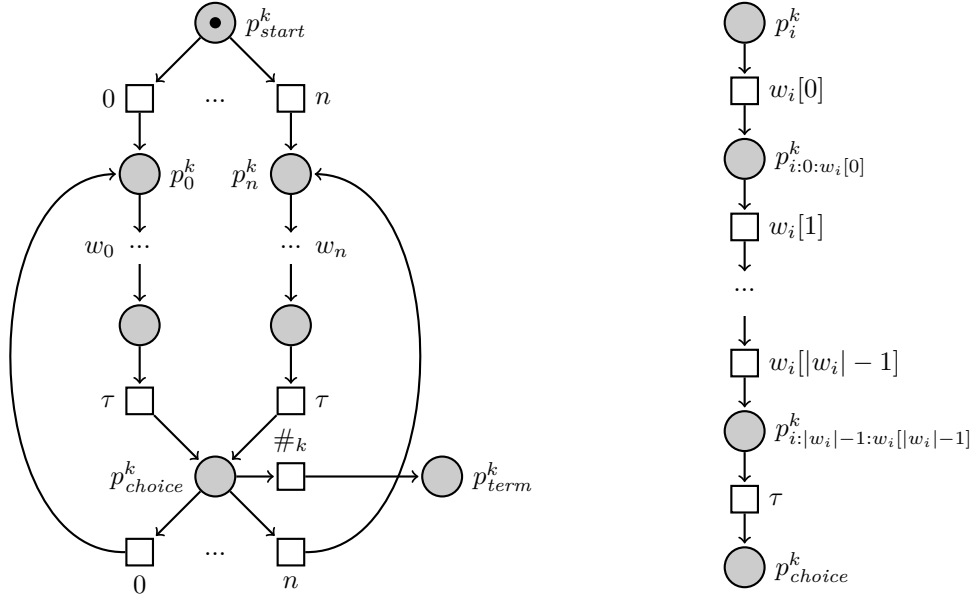 p^k_{start}
0 ... n
p^k_0 p^k_n
w_0 ... ... w_n
τ τ
#_k
p^k_{choice} p^k_{term}
0 ... n
p^k_i
w_i[0]
p^k_{i:0:w_i[0]}
w_i[1]
...
w_i[|w_i| − 1]
p^k_{i:|w_i|−1:w_i[|w_i|−1]}
τ
p^k_{choice}